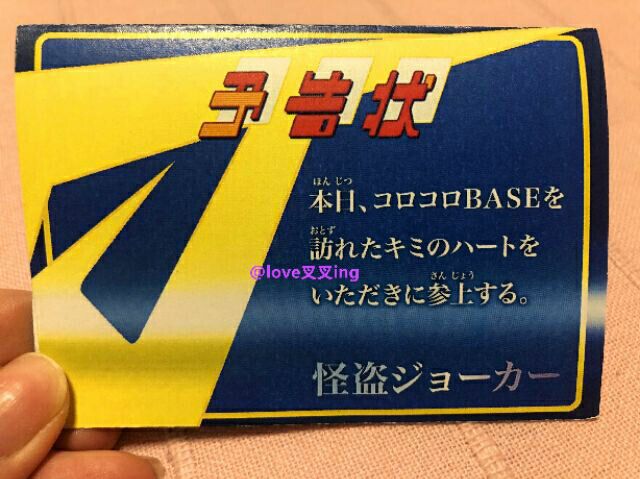 予告状
本日、コロコロBASEを
訪れたキミのハートを
@love叉叉ing
いただきに参上する。
怪盗ジョーカー